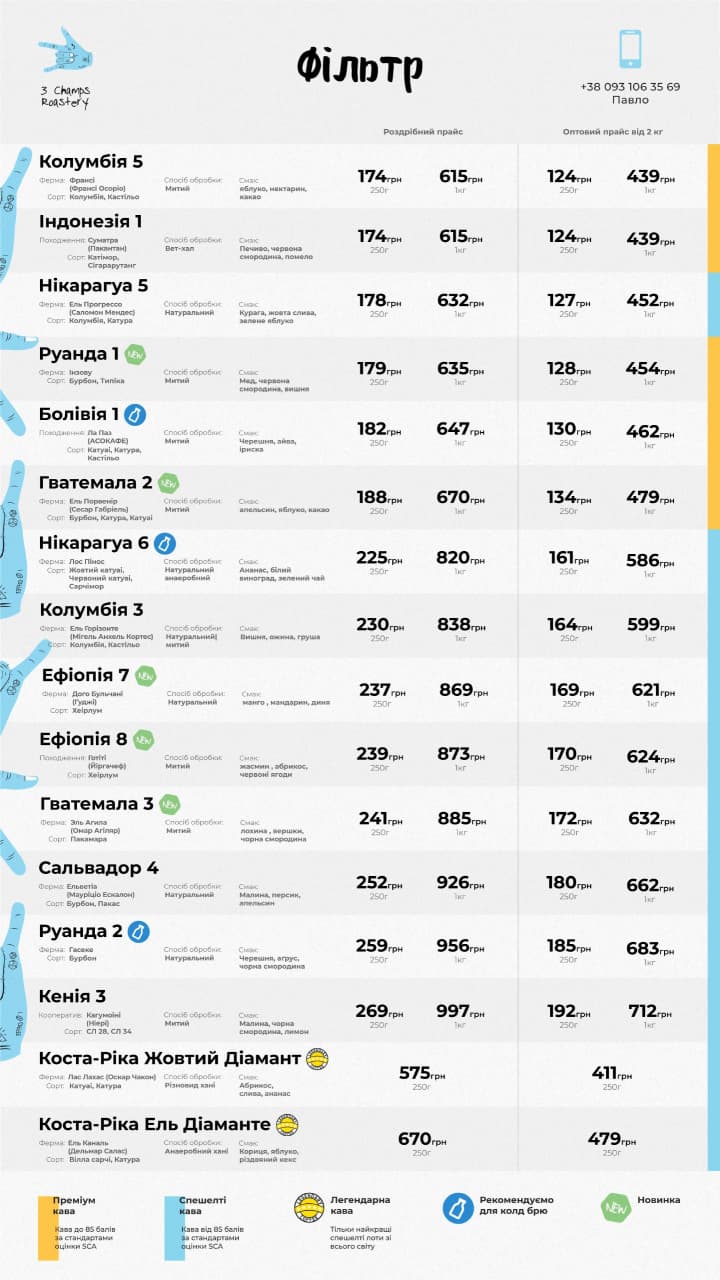 3 Champs
Roastery
Фільтр
+38 093 106 35 69
Павло
Роздрібний прайс Оптовий прайс від 2 кг
Колумбія 5
Ферма: Франсі (Франсі Осоріо)
Сорт: Колумбія, Кастільо
Спосіб обробки: Митий
Смак: яблуко, нектарин, какао
174грн 250г 615грн 1кг 124грн 250г 439грн 1кг
Індонезія 1
Походження: Суматра (Пакантан)
Сорт: Катімор, Сігарарутанг
Спосіб обробки: Вет-хал
Смак: Печиво, червона смородина, помело
174грн 250г 615грн 1кг 124грн 250г 439грн 1кг
Нікарагуа 5
Ферма: Ель Прогрессо (Саломон Мендес)
Сорт: Колумбія, Катура
Спосіб обробки: Натуральний
Смак: Курага, жовта слива, зелене яблуко
178грн 250г 632грн 1кг 127грн 250г 452грн 1кг
Руанда 1 NEW
Ферма: Інзову
Сорт: Бурбон, Типіка
Спосіб обробки: Митий
Смак: Мед, червона смородина, вишня
179грн 250г 635грн 1кг 128грн 250г 454грн 1кг
Болівія 1
Походження: Ла Паз (АСОКАФЕ)
Сорт: Катуаі, Катура, Кастільо
Спосіб обробки: Митий
Смак: Черешня, айва, іриска
182грн 250г 647грн 1кг 130грн 250г 462грн 1кг
Гватемала 2 NEW
Ферма: Ель Порвенір (Сесар Габріель)
Сорт: Бурбон, Катура, Катуаі
Спосіб обробки: Митий
Смак: апельсин, яблуко, какао
188грн 250г 670грн 1кг 134грн 250г 479грн 1кг
Нікарагуа 6
Ферма: Лос Пінос
Сорт: Жовтий катуаі, Червоний катуаі, Сарчімор
Спосіб обробки: Натуральний анаеробний
Смак: Ананас, білий виноград, зелений чай
225грн 250г 820грн 1кг 161грн 250г 586грн 1кг
Колумбія 3
Ферма: Ель Горізонте (Мігель Анхель Кортес)
Сорт: Колумбія, Кастільо
Спосіб обробки: Натуральний| митий
Смак: Вишня, ожина, груша
230грн 250г 838грн 1кг 164грн 250г 599грн 1кг
Ефіопія 7 NEW
Ферма: Дого Бульчані (Гуджі)
Сорт: Хеірлум
Спосіб обробки: Натуральний
Смак: манго , мандарин, диня
237грн 250г 869грн 1кг 169грн 250г 621грн 1кг
Ефіопія 8 NEW
Походження: Готіті (Йіргачеф)
Сорт: Хеірлум
Спосіб обробки: Митий
Смак: жасмин , абрикос, червоні ягоди
239грн 250г 873грн 1кг 170грн 250г 624грн 1кг
Гватемала 3 NEW
Ферма: Эль Агила (Омар Агіляр)
Сорт: Пакамара
Спосіб обробки: Митий
Смак: лохина , вершки, чорна смородина
241грн 250г 885грн 1кг 172грн 250г 632грн 1кг
Сальвадор 4
Ферма: Ельветіа (Мауріціо Ескалон)
Сорт: Бурбон, Пакас
Спосіб обробки: Натуральний
Смак: Малина, персик, апельсин
252грн 250г 926грн 1кг 180грн 250г 662грн 1кг
Руанда 2
Ферма: Гасеке
Сорт: Бурбон
Спосіб обробки: Натуральний
Смак: Черешня, агрус, чорна смородина
259грн 250г 956грн 1кг 185грн 250г 683грн 1кг
Кенія 3
Кооператив: Кагумоіні (Ніері)
Сорт: СЛ 28, СЛ 34
Спосіб обробки: Митий
Смак: Малина, чорна смородина, лимон
269грн 250г 997грн 1кг 192грн 250г 712грн 1кг
Коста-Ріка Жовтий Діамант
Ферма: Лас Лахас (Оскар Чакон)
Сорт: Катуаі, Катура
Спосіб обробки: Різновид хані
Смак: Абрикос, слива, ананас
575грн 250г 411грн 250г
Коста-Ріка Ель Діаманте
Ферма: Ель Каналь (Дельмар Салас)
Сорт: Вілла сарчі, Катура
Спосіб обробки: Анаеробний хані
Смак: Кориця, яблуко, різдвяний кекс
670грн 250г 479грн 250г
Преміум кава
Кава до 85 балів за стандартами оцінки SCA
Спешелті кава
Кава від 85 балів за стандартами оцінки SCA
Легендарна кава
Тільки найкращі спешелті лоти зі всього світу
Рекомендуємо для колд брю
NEW
Новинка